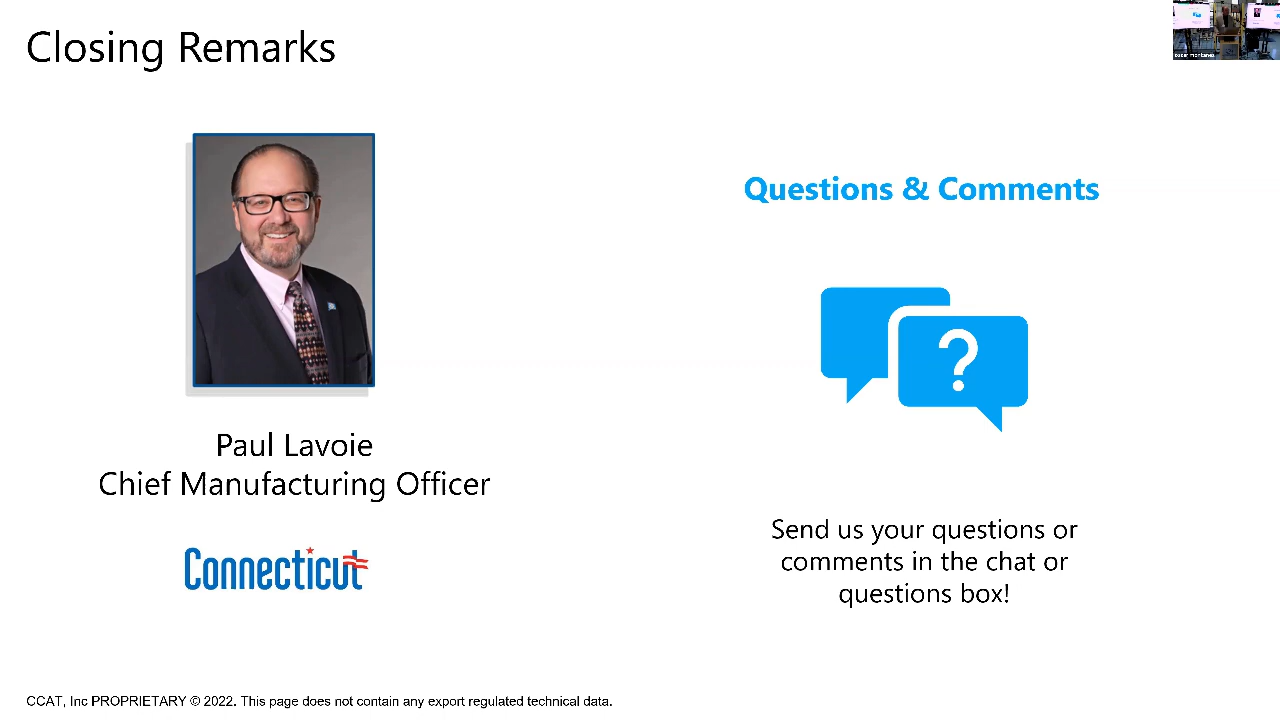 Closing Remarks
Paul Lavoie
Chief Manufacturing Officer
Connecticut
Questions & Comments
?
Send us your questions or
comments in the chat or
questions box!
CCAT, Inc PROPRIETARY © 2022. This page does not contain any export regulated technical data.